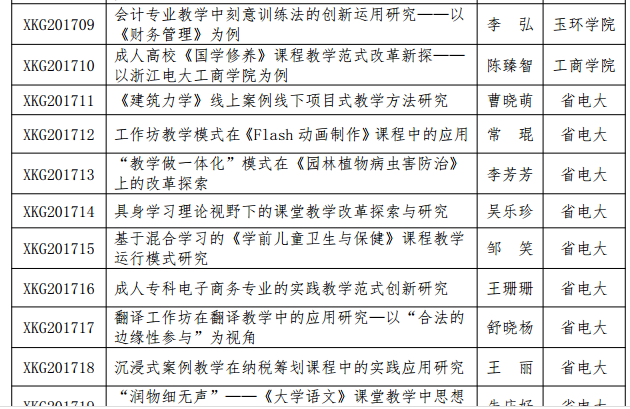 XKG201709 会计专业教学中刻意训练法的创新运用研究——以 李 弘 玉环学院
《财务管理》为例
XKG201710 成人高校《国学修养》课程教学范式改革新探—— 陈臻智 工商学院
以浙江电大工商学院为例
XKG201711 《建筑力学》线上案例线下项目式教学方法研究 曹晓萌 省电大
XKG201712 工作坊教学模式在《Flash 动画制作》课程中的应用 常 琨 省电大
XKG201713 “教学做一体化”模式在《园林植物病虫害防治》 李芳芳 省电大
上的改革探索
XKG201714 具身学习理论视野下的课堂教学改革探索与研究 吴乐珍 省电大
XKG201715 基于混合学习的《学前儿童卫生与保健》课程教学 邹 笑 省电大
运行模式研究
XKG201716 成人专科电子商务专业的实践教学范式创新研究 王珊珊 省电大
XKG201717 翻译工作坊在翻译教学中的应用研究—以“合法的 舒晓杨 省电大
边缘性参与”为视角
XKG201718 沉浸式案例教学在纳税筹划课程中的实践应用研究 王 丽 省电大
XKG201719 “润物细无声”——《大学语文》课堂教学中思想 省电大